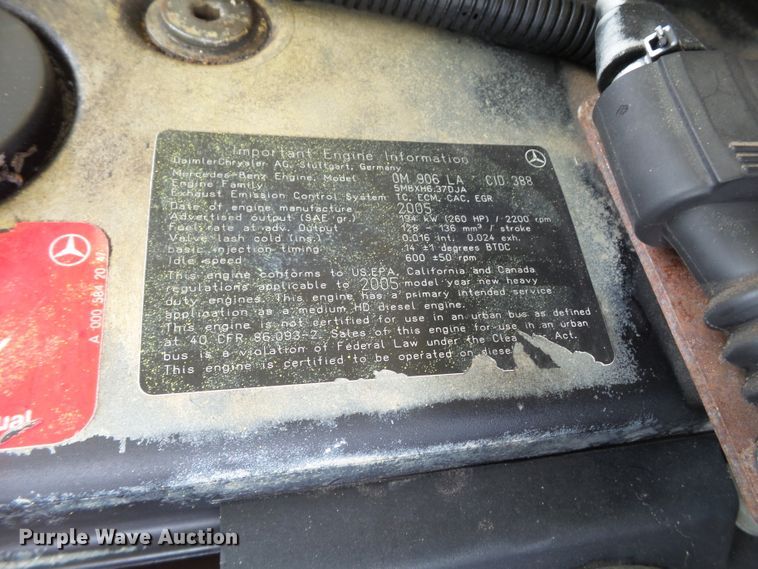 Important Engine Information
DaimlerChrysler AG, Stuttgart, Germany
Mercedes-Benz Engine, Model OM 906 LA CID 388
Engine Family 5MBXH6.37DJA
Exhaust Emission Control System TC, ECM, CAC, EGR
Date of engine manufacture 2005
Advertised output (SAE gr.) 194 kW (260 HP) / 2200 rpm
Fuel rate at adv. Output 128 - 136 mm³ / stroke
Valve lash cold (ins.) 0.016 int. 0.024 exh.
basic injection timing 14 ±1 degrees BTDC
Idle speed 600 ±50 rpm
This engine conforms to US.EPA, California and Canada
regulations applicable to 2005 model year new heavy
duty engines. This engine has a primary intended service
application as a medium HD diesel engine.
This engine is not certified for use in an urban bus as defined
at 40 CFR 86.093-2. Sales of this engine for use in an urban
bus is a violation of Federal Law under the Clea Act.
This engine is certified to be operated on diesel
A 000 584 20 47
ual
Purple Wave Auction